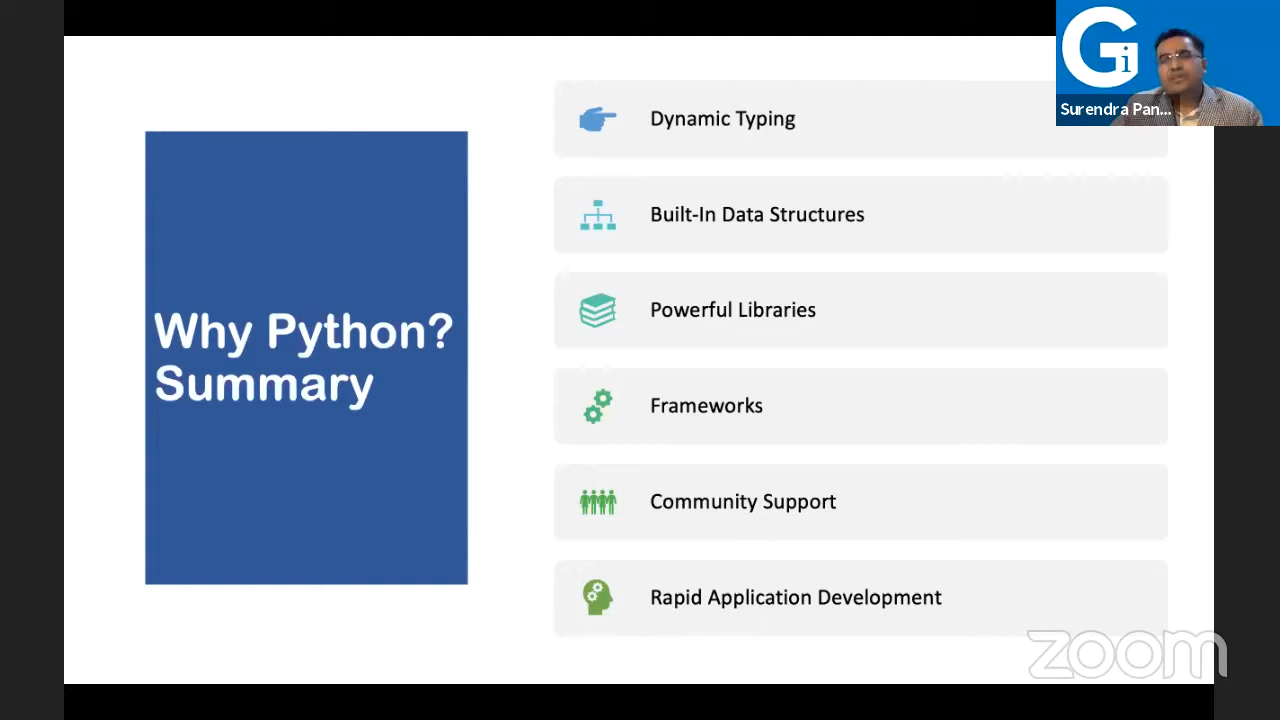 Gi
Surendra Pan...
Why Python?
Summary
Dynamic Typing
Built-In Data Structures
Powerful Libraries
Frameworks
Community Support
Rapid Application Development
zoom